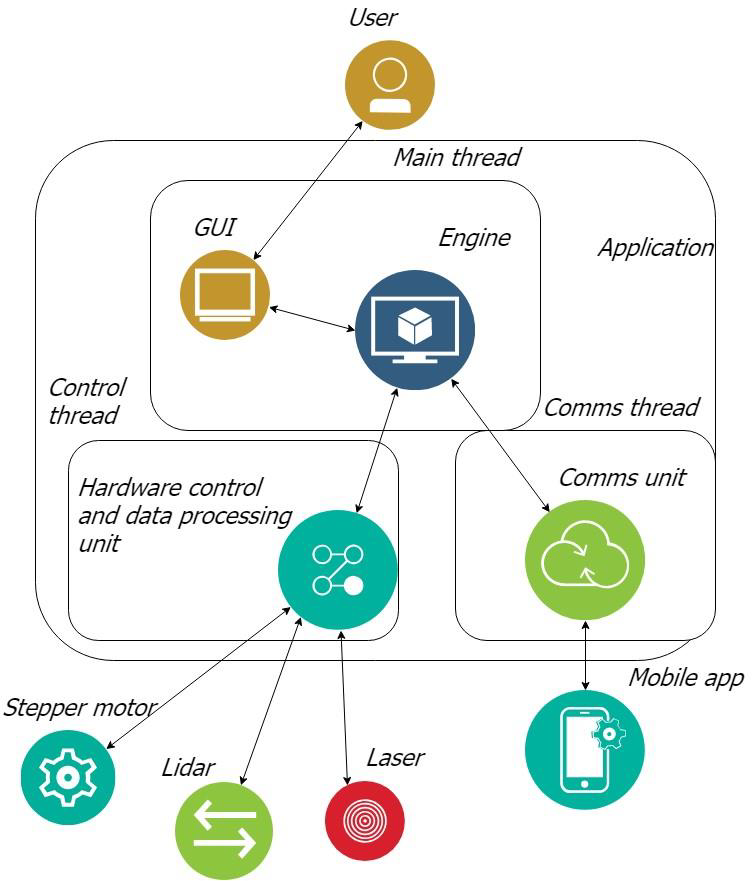 User
Main thread
GUI
Engine
Application
Control
thread
Comms thread
Hardware control
and data processing
unit
Comms unit
Mobile app
Stepper motor
Lidar
Laser